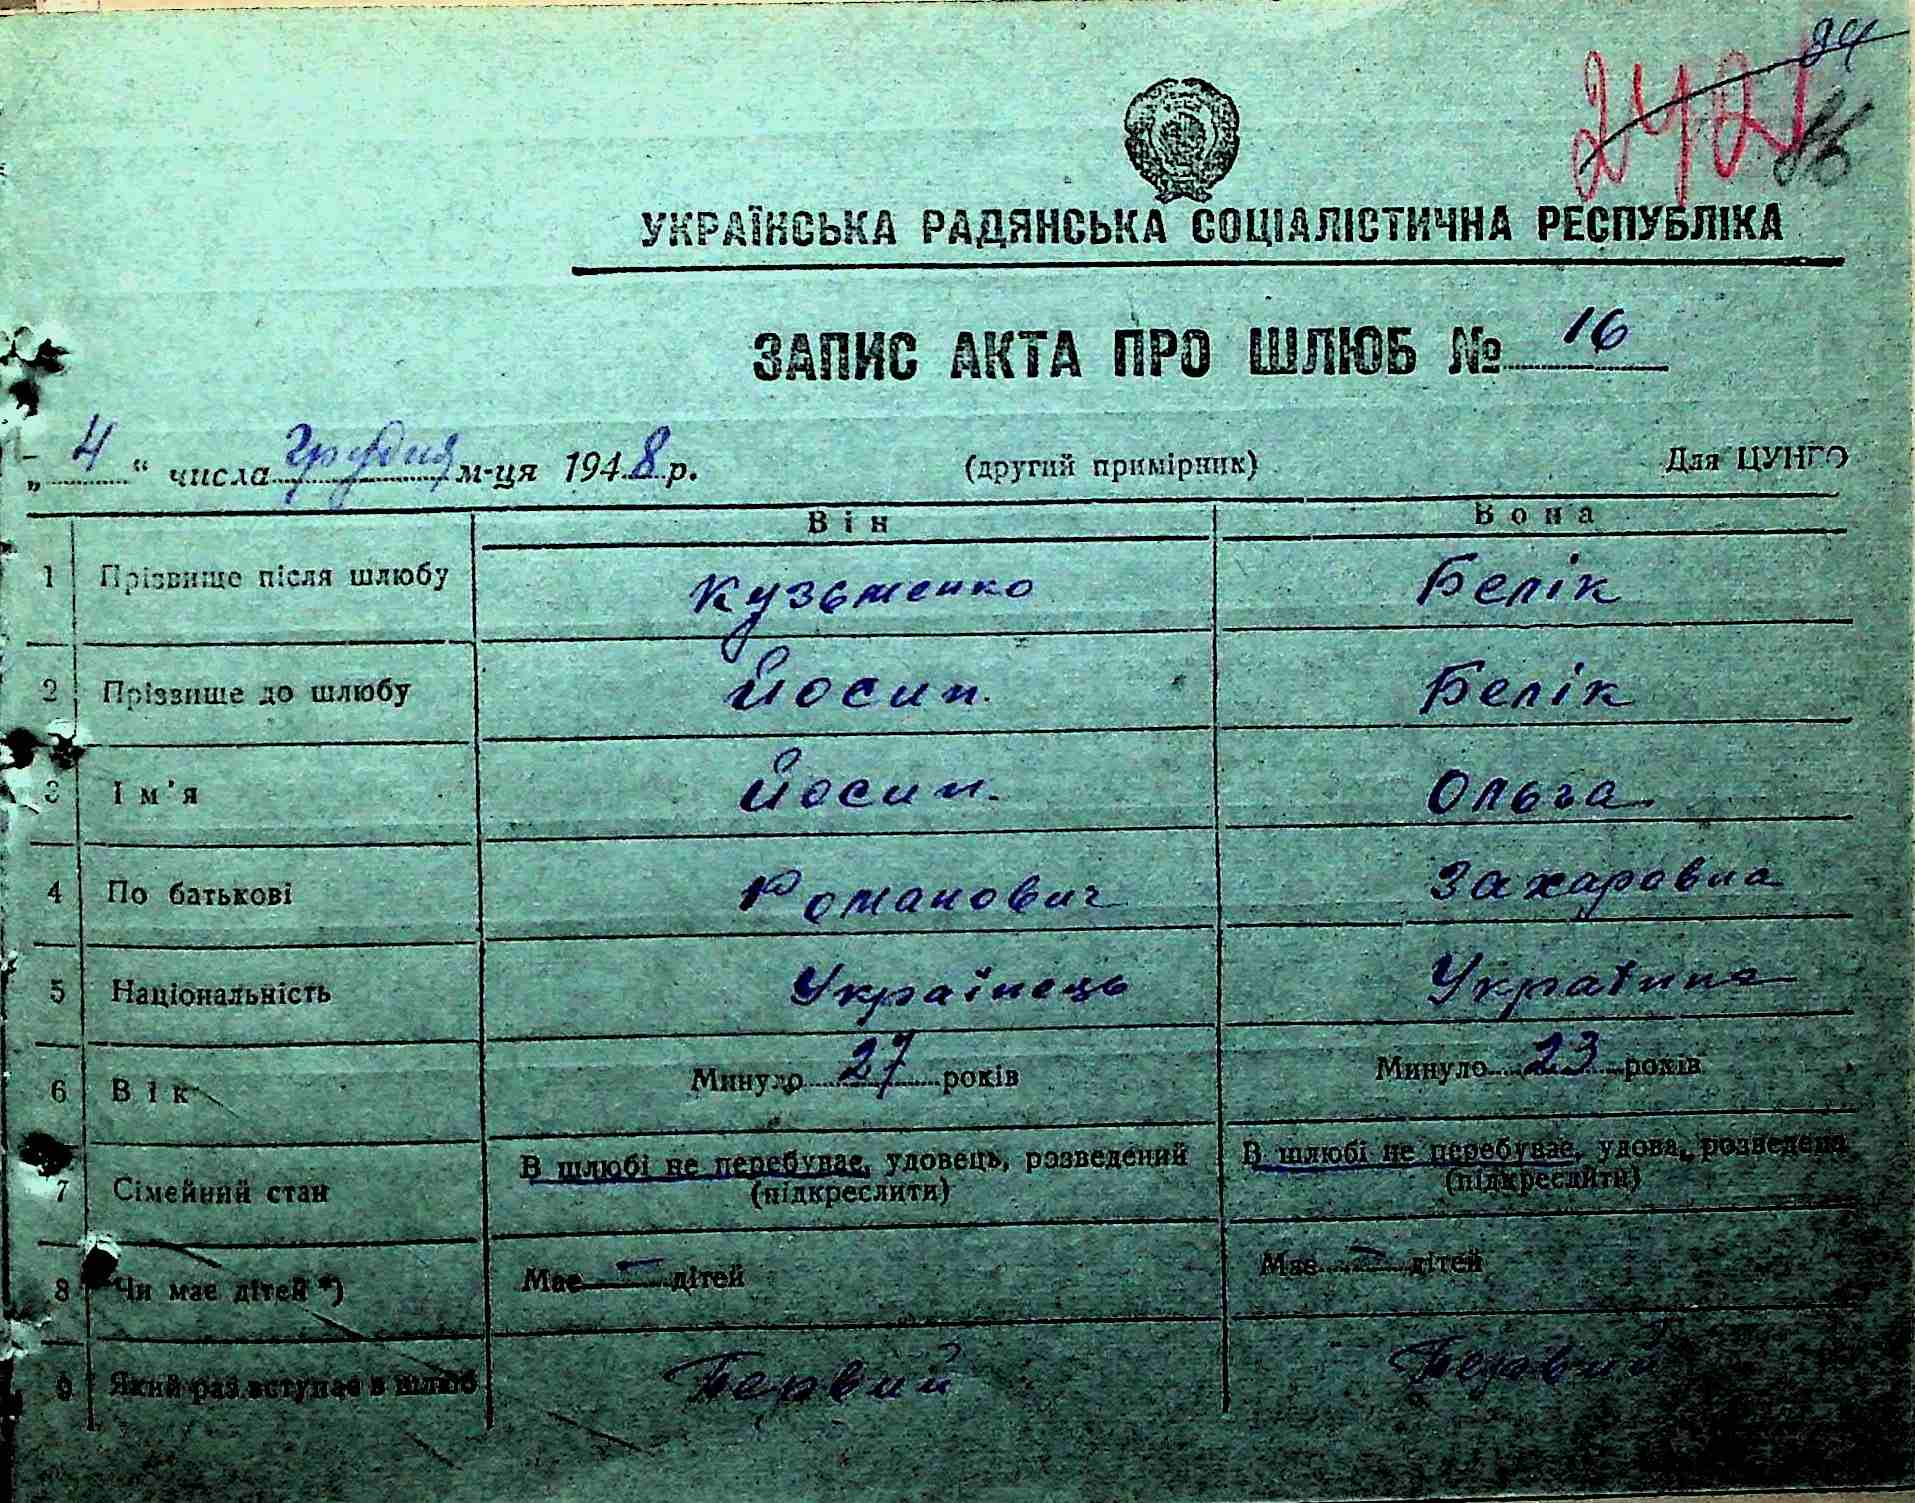 84
2421
86
УКРАЇНСЬКА РАДЯНСЬКА СОЦІАЛІСТИЧНА РЕСПУБЛІКА
ЗАПИС АКТА ПРО ШЛЮБ № 16
„ 4 “ числа Грудня м-ця 1948 р. (другий примірник) Для ЦУНГО
Він Вона
1 Прізвище після шлюбу Кузьменко Белік
2 Прізвище до шлюбу Йосип. Белік
3 Ім'я Йосип. Ольга
4 По батькові Романович Захаровна
5 Національність Українець Українка
6 Вік Минуло 27 років Минуло 23 років
7 Сімейний стан В шлюбі не перебуває, удовець, розведений В шлюбі не перебуває, удова, розведена
(підкреслити) (підкреслити)
8 Чи має дітей *) Має — дітей Має — дітей
9 Який раз вступає в шлюб Первий Первий